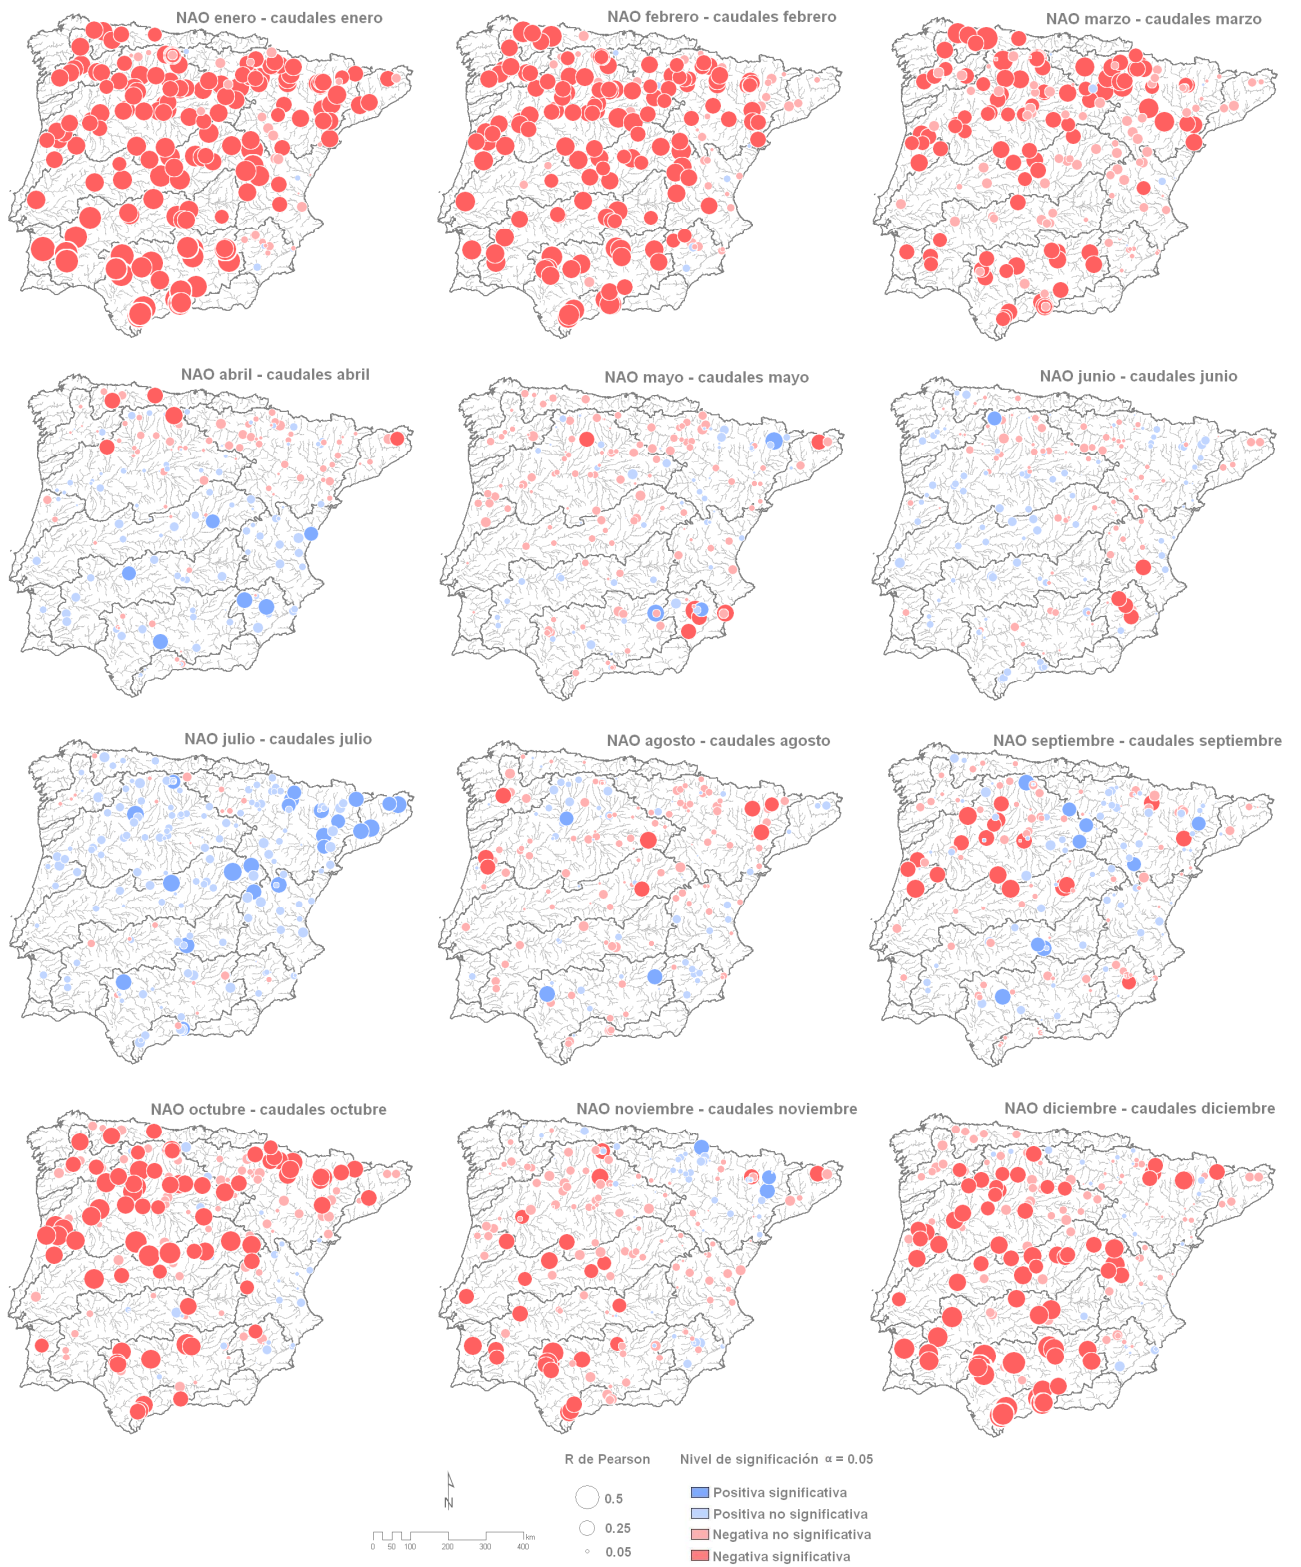 NAO enero - caudales enero
NAO febrero - caudales febrero
NAO marzo - caudales marzo
NAO abril - caudales abril
NAO mayo - caudales mayo
NAO junio - caudales junio
NAO julio - caudales julio
NAO agosto - caudales agosto
NAO septiembre - caudales septiembre
NAO octubre - caudales octubre
NAO noviembre - caudales noviembre
NAO diciembre - caudales diciembre
R de Pearson
0.5
0.25
0.05
Nivel de significación α = 0.05
Positiva significativa
Positiva no significativa
Negativa no significativa
Negativa significativa
N
km
0 50 100 200 300 400